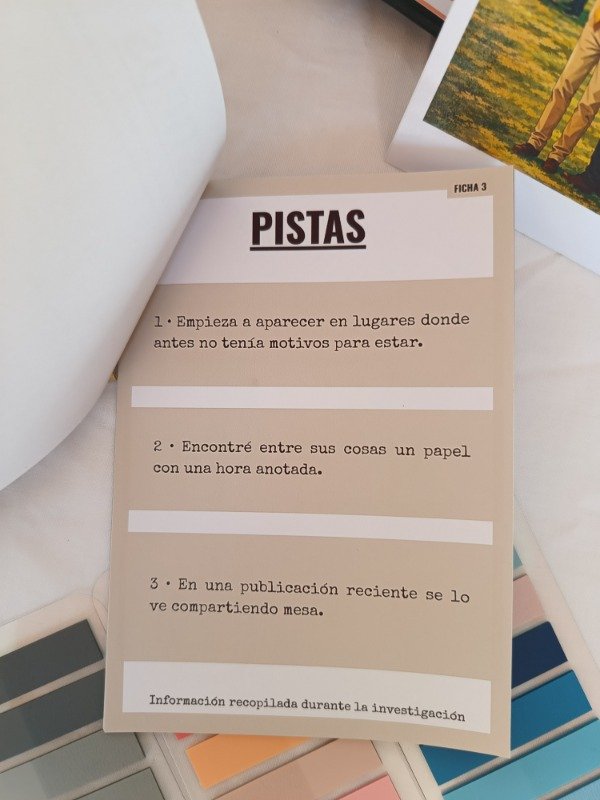 FICHA 3
PISTAS
1 • Empieza a aparecer en lugares donde
antes no tenía motivos para estar.
2 • Encontré entre sus cosas un papel
con una hora anotada.
3 • En una publicación reciente se lo
ve compartiendo mesa.
Información recopilada durante la investigación